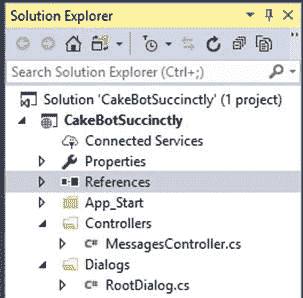 Solution Explorer
Search Solution Explorer (Ctrl+;)
Solution 'CakeBotSuccinctly' (1 project)
CakeBotSuccinctly
Connected Services
Properties
References
App_Start
Controllers
C# MessagesController.cs
Dialogs
C# RootDialog.cs